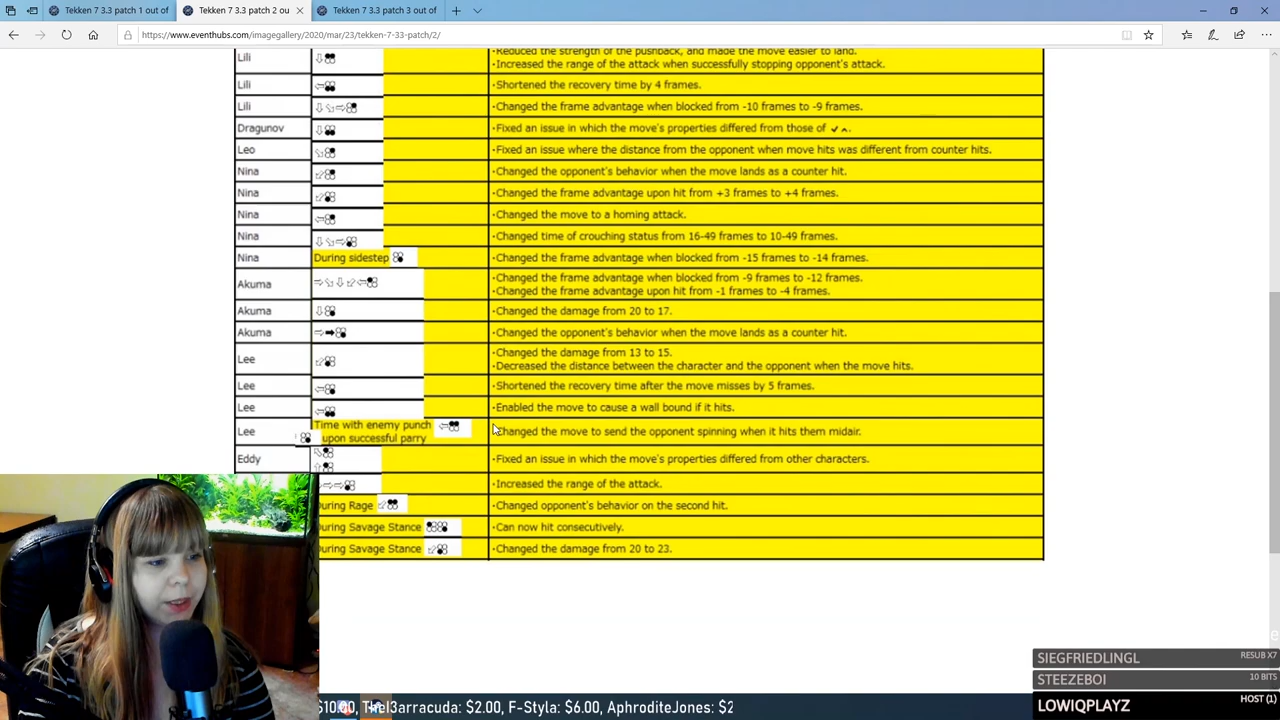 Tekken 7 3.3 patch 1 out of
Tekken 7 3.3 patch 2 ou
Tekken 7 3.3 patch 3 out of
https://www.eventhubs.com/imagegallery/2020/mar/23/tekken-7-33-patch/2/
Lili •Reduced the strength of the pushback, and made the move easier to land.
•Increased the range of the attack when successfully stopping opponent's attack.
Lili •Shortened the recovery time by 4 frames.
Lili •Changed the frame advantage when blocked from -10 frames to -9 frames.
Dragunov •Fixed an issue in which the move's properties differed from those of
Leo •Fixed an issue where the distance from the opponent when move hits was different from counter hits.
Nina •Changed the opponent's behavior when the move lands as a counter hit.
Nina •Changed the frame advantage upon hit from +3 frames to +4 frames.
Nina •Changed the move to a homing attack.
Nina •Changed time of crouching status from 16-49 frames to 10-49 frames.
Nina During sidestep •Changed the frame advantage when blocked from -15 frames to -14 frames.
Akuma •Changed the frame advantage when blocked from -9 frames to -12 frames.
•Changed the frame advantage upon hit from -1 frames to -4 frames.
Akuma •Changed the damage from 20 to 17.
Akuma •Changed the opponent's behavior when the move lands as a counter hit.
Lee •Changed the damage from 13 to 15.
•Decreased the distance between the character and the opponent when the move hits.
Lee •Shortened the recovery time after the move misses by 5 frames.
Lee •Enabled the move to cause a wall bound if it hits.
Lee Time with enemy punch upon successful parry Changed the move to send the opponent spinning when it hits them midair.
Eddy •Fixed an issue in which the move's properties differed from other characters.
•Increased the range of the attack.
During Rage •Changed opponent's behavior on the second hit.
During Savage Stance •Can now hit consecutively.
During Savage Stance •Changed the damage from 20 to 23.
SIEGFRIEDLINGL RESUB X7
STEEZEBOI 10 BITS
LOWIQPLAYZ HOST (1)
$10.00, TheI3arracuda: $2.00, F-Styla: $6.00, AphroditeJones: $2